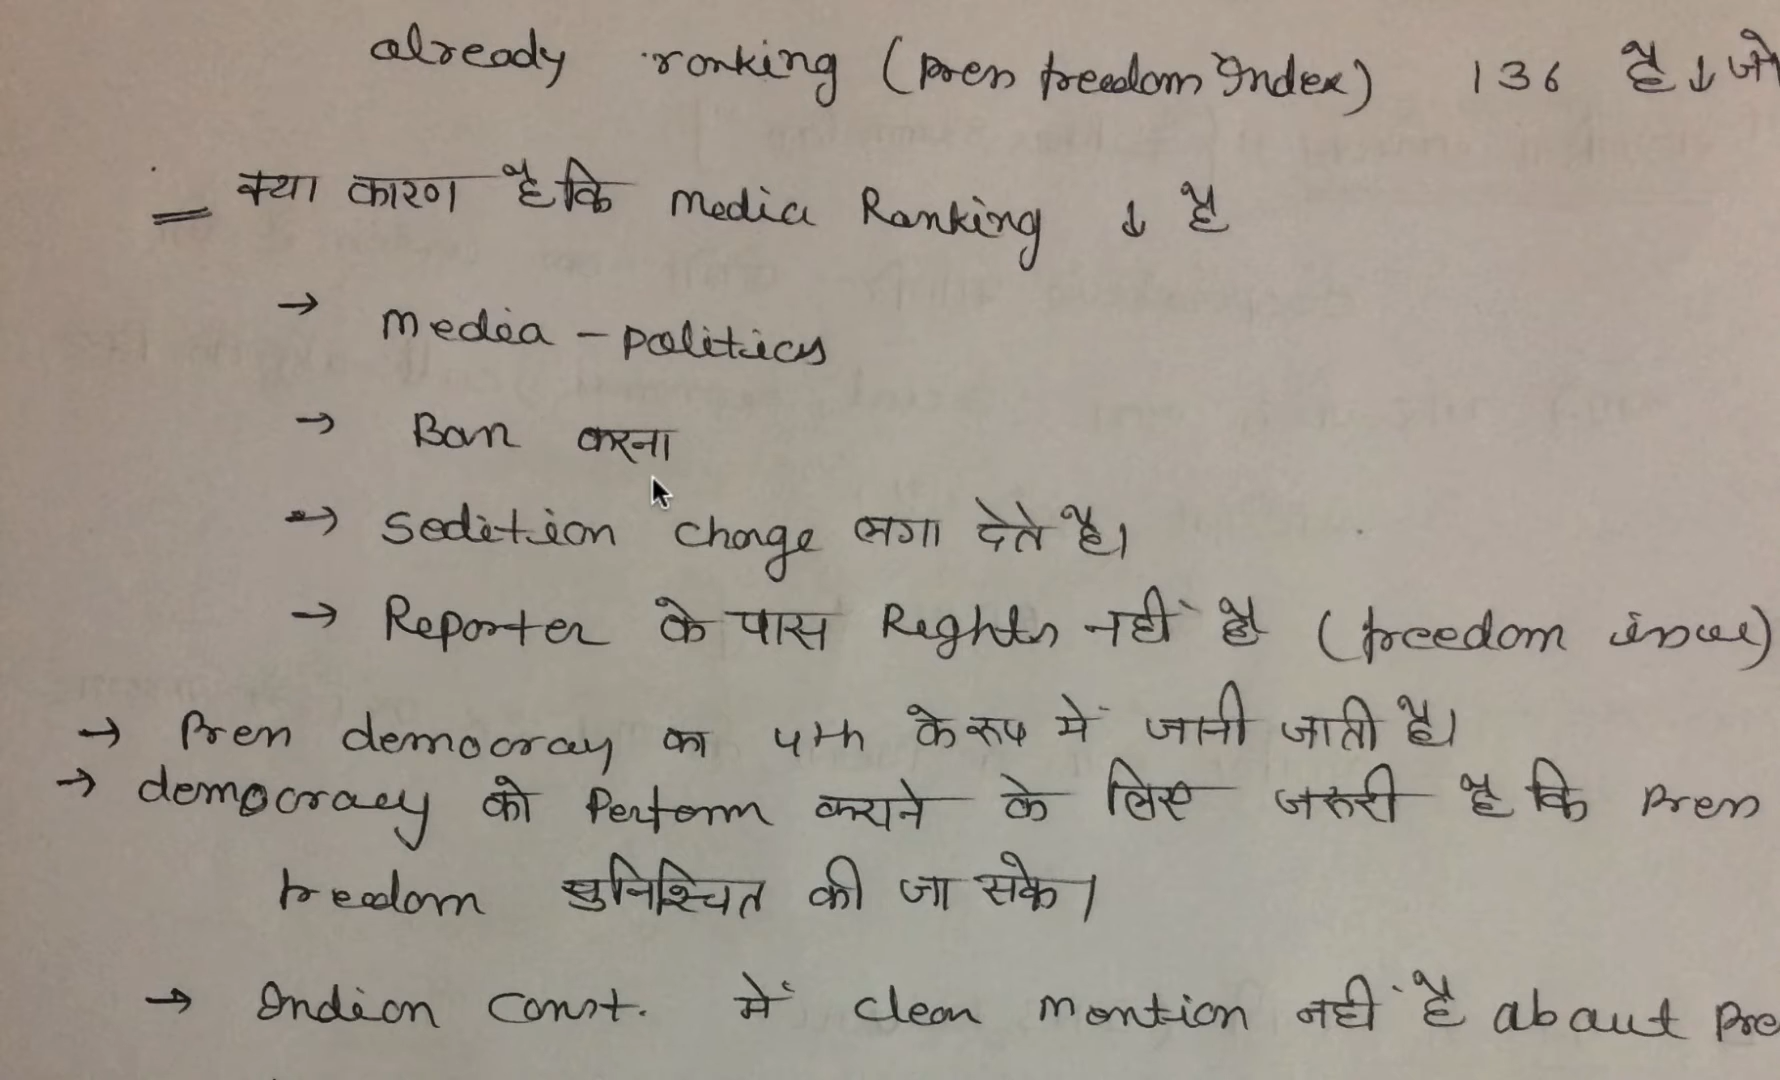 already ranking (Press freedom Index) 136 है ↓ जो
= क्या कारण है कि Media Ranking ↓ है
→ Media - politics
→ Ban करना
→ Sedition charge लगा देते है।
→ Reporter के पास Rights नहीं है (freedom issue)
→ Press democracy का 4th के रूप में जानी जाती है।
→ democracy को Perform कराने के लिए जरूरी है कि Press
freedom सुनिश्चित की जा सके।
→ Indian Const. में clear mention नहीं है about Pre